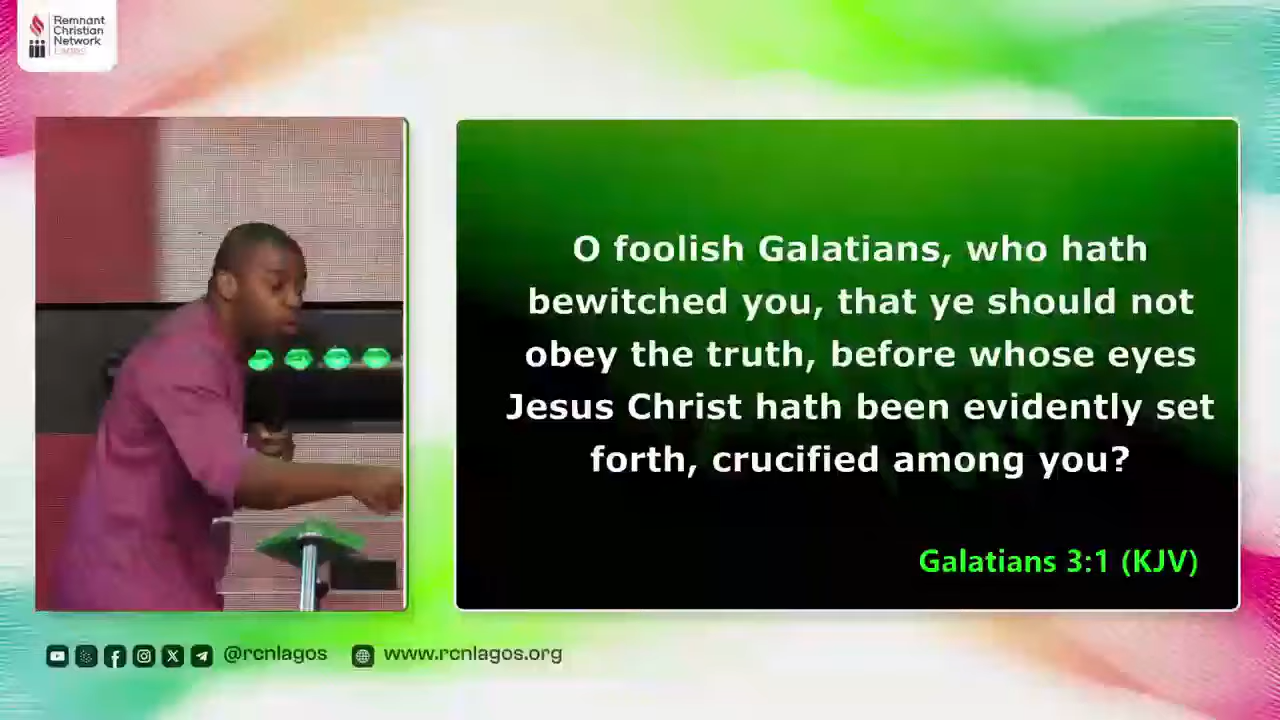 Remnant
Christian
Network
Lagos
O foolish Galatians, who hath
bewitched you, that ye should not
obey the truth, before whose eyes
Jesus Christ hath been evidently set
forth, crucified among you?
Galatians 3:1 (KJV)
@rcnlagos
www.rcnlagos.org